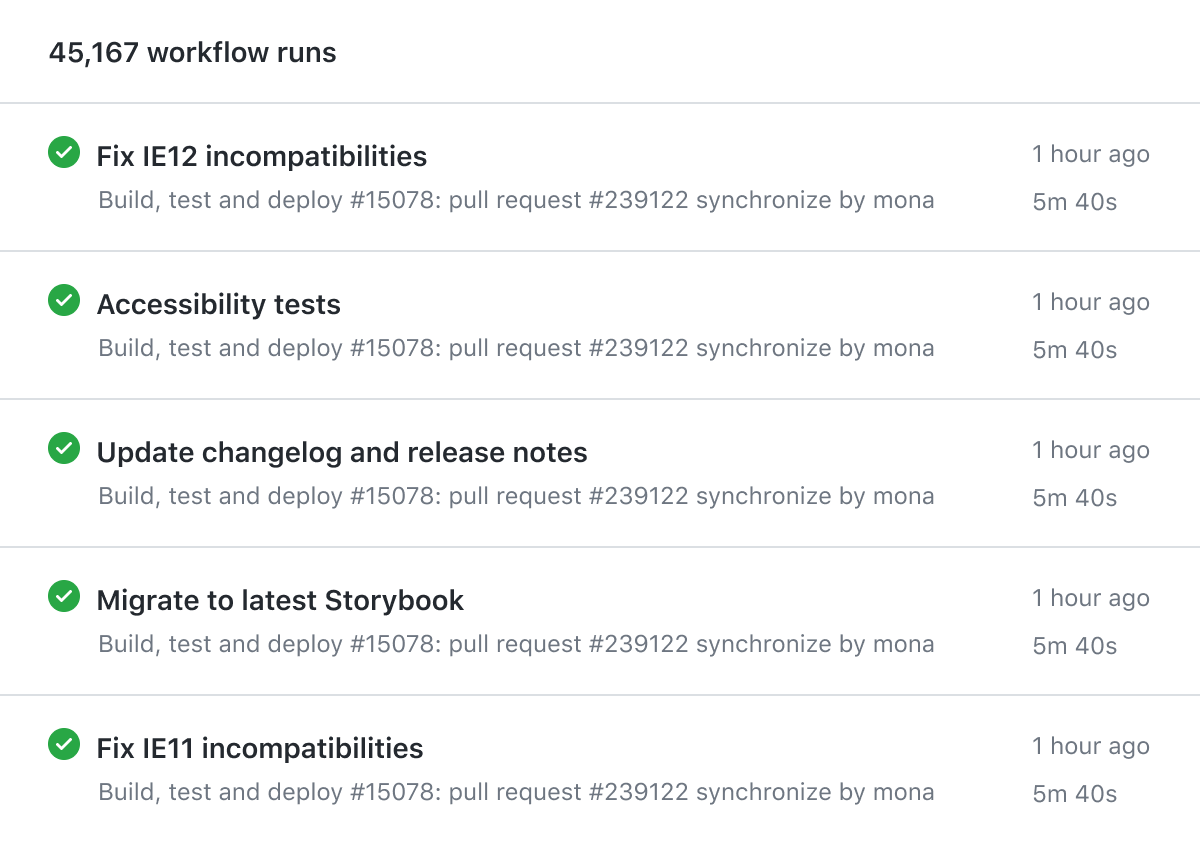 45,167 workflow runs
Fix IE12 incompatibilities
1 hour ago
Build, test and deploy #15078: pull request #239122 synchronize by mona
5m 40s
Accessibility tests
1 hour ago
Build, test and deploy #15078: pull request #239122 synchronize by mona
5m 40s
Update changelog and release notes
1 hour ago
Build, test and deploy #15078: pull request #239122 synchronize by mona
5m 40s
Migrate to latest Storybook
1 hour ago
Build, test and deploy #15078: pull request #239122 synchronize by mona
5m 40s
Fix IE11 incompatibilities
1 hour ago
Build, test and deploy #15078: pull request #239122 synchronize by mona
5m 40s